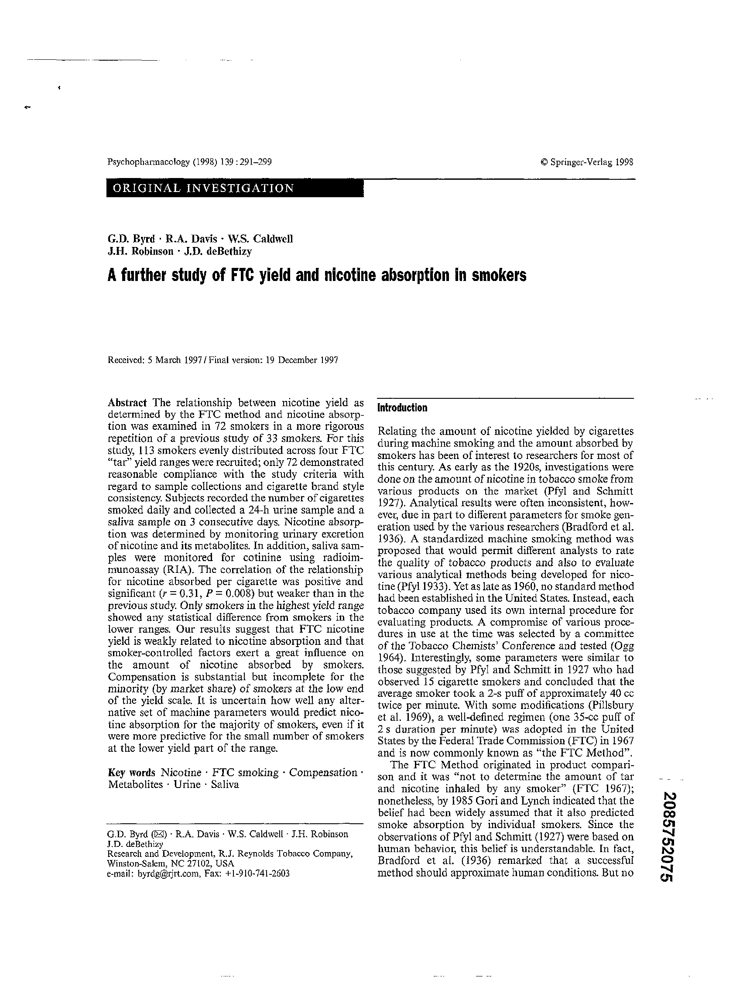 Psychopharmacology (1998) 139 : 291–299
© Springer-Verlag 1998
ORIGINAL INVESTIGATION
G.D. Byrd · R.A. Davis · W.S. Caldwell
J.H. Robinson · J.D. deBethizy
A further study of FTC yield and nicotine absorption in smokers
Received: 5 March 1997 / Final version: 19 December 1997
Abstract The relationship between nicotine yield as
determined by the FTC method and nicotine absorp-
tion was examined in 72 smokers in a more rigorous
repetition of a previous study of 33 smokers. For this
study, 113 smokers evenly distributed across four FTC
“tar” yield ranges were recruited; only 72 demonstrated
reasonable compliance with the study criteria with
regard to sample collections and cigarette brand style
consistency. Subjects recorded the number of cigarettes
smoked daily and collected a 24-h urine sample and a
saliva sample on 3 consecutive days. Nicotine absorp-
tion was determined by monitoring urinary excretion
of nicotine and its metabolites. In addition, saliva sam-
ples were monitored for cotinine using radioim-
munoassay (RIA). The correlation of the relationship
for nicotine absorbed per cigarette was positive and
significant (r = 0.31, P = 0.008) but weaker than in the
previous study. Only smokers in the highest yield range
showed any statistical difference from smokers in the
lower ranges. Our results suggest that FTC nicotine
yield is weakly related to nicotine absorption and that
smoker-controlled factors exert a great influence on
the amount of nicotine absorbed by smokers.
Compensation is substantial but incomplete for the
minority (by market share) of smokers at the low end
of the yield scale. It is uncertain how well any alter-
native set of machine parameters would predict nico-
tine absorption for the majority of smokers, even if it
were more predictive for the small number of smokers
at the lower yield part of the range.
Key words Nicotine · FTC smoking · Compensation ·
Metabolites · Urine · Saliva
G.D. Byrd (✉) · R.A. Davis · W.S. Caldwell · J.H. Robinson
J.D. deBethizy
Research and Development, R.J. Reynolds Tobacco Company,
Winston-Salem, NC 27102, USA
e-mail: byrdg@rjrt.com, Fax: +1-910-741-2603
Introduction
Relating the amount of nicotine yielded by cigarettes
during machine smoking and the amount absorbed by
smokers has been of interest to researchers for most of
this century. As early as the 1920s, investigations were
done on the amount of nicotine in tobacco smoke from
various products on the market (Pfyl and Schmitt
1927). Analytical results were often inconsistent, how-
ever, due in part to different parameters for smoke gen-
eration used by the various researchers (Bradford et al.
1936). A standardized machine smoking method was
proposed that would permit different analysts to rate
the quality of tobacco products and also to evaluate
various analytical methods being developed for nico-
tine (Pfyl 1933). Yet as late as 1960, no standard method
had been established in the United States. Instead, each
tobacco company used its own internal procedure for
evaluating products. A compromise of various proce-
dures in use at the time was selected by a committee
of the Tobacco Chemists’ Conference and tested (Ogg
1964). Interestingly, some parameters were similar to
those suggested by Pfyl and Schmitt in 1927 who had
observed 15 cigarette smokers and concluded that the
average smoker took a 2-s puff of approximately 40 cc
twice per minute. With some modifications (Pillsbury
et al. 1969), a well-defined regimen (one 35-cc puff of
2 s duration per minute) was adopted in the United
States by the Federal Trade Commission (FTC) in 1967
and is now commonly known as “the FTC Method”.
The FTC Method originated in product compari-
son and it was “not to determine the amount of tar
and nicotine inhaled by any smoker” (FTC 1967);
nonetheless, by 1985 Gori and Lynch indicated that the
belief had been widely assumed that it also predicted
smoke absorption by individual smokers. Since the
observations of Pfyl and Schmitt (1927) were based on
human behavior, this belief is understandable. In fact,
Bradford et al. (1936) remarked that a successful
method should approximate human conditions. But no
2085752075